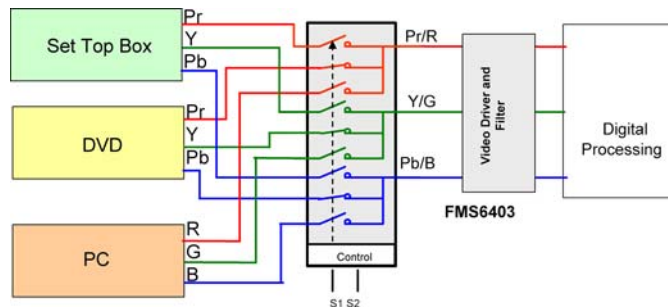 Set Top Box
Pr
Y
Pb
DVD
Pr
Y
Pb
PC
R
G
B
Control
S1 S2
Pr/R
Y/G
Pb/B
Video Driver and
Filter
FMS6403
Digital
Processing